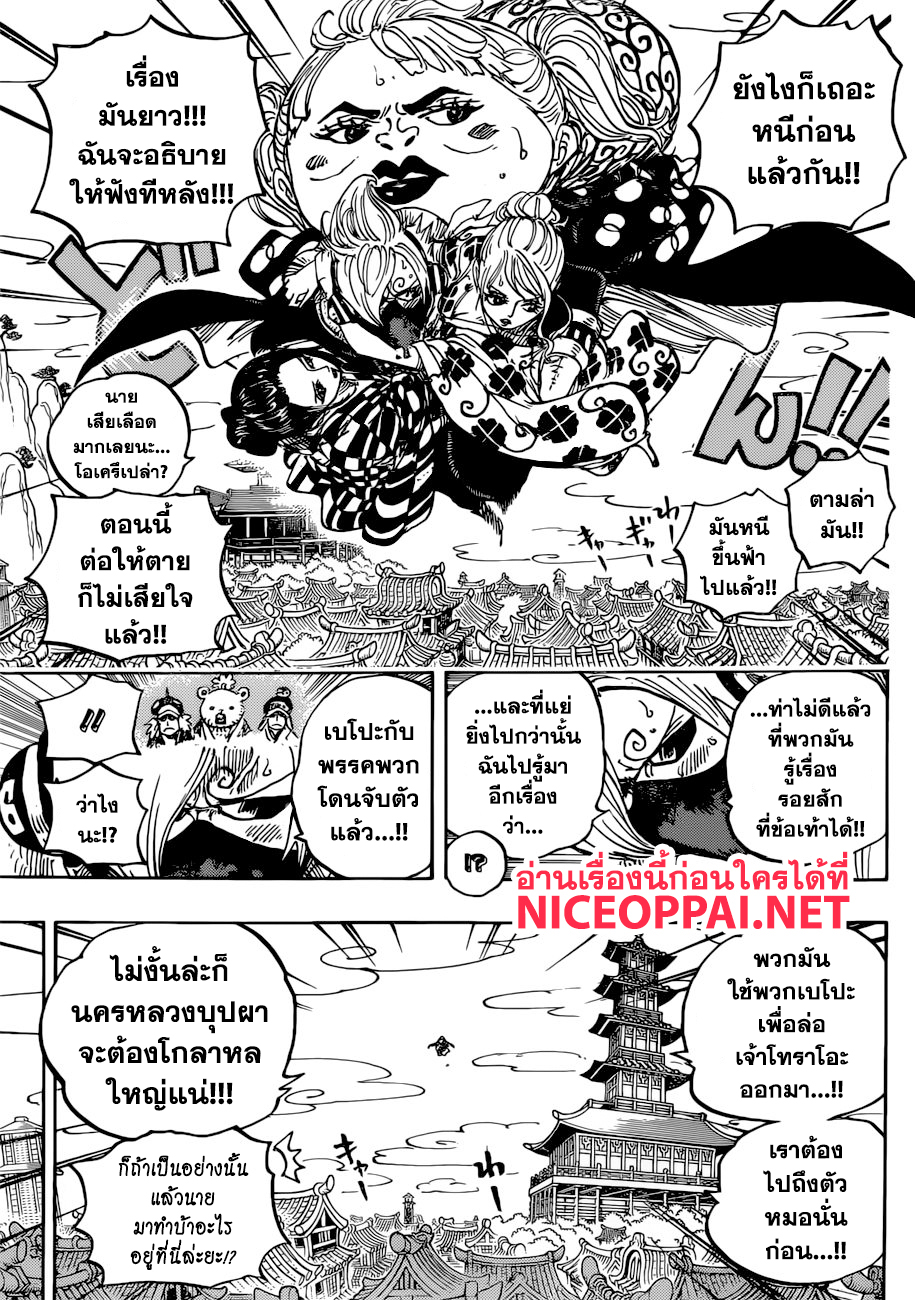 ยังไงก็เถอะ
หนีก่อน
แล้วกัน!!
เรื่อง
มันยาว!!!
ฉันจะอธิบาย
ให้ฟังทีหลัง!!!
ドギューン!!
นาย
เสียเลือด
มากเลยนะ...
โอเครึเปล่า?
ตอนนี้
ต่อให้ตาย
ก็ไม่เสียใจ
แล้ว!!
ตามล่า
มัน!!
มันหนี
ขึ้นฟ้า
ไปแล้ว!!
わ
ギャ
キャ
...ท่าไม่ดีแล้ว
ที่พวกมัน
รู้เรื่อง
รอยสัก
ที่ข้อเท้าได้!!
...และที่แย่
ยิ่งไปกว่านั้น
ฉันไปรู้มา
อีกเรื่อง
ว่า...
!?
เบโปะกับ
พรรคพวก
โดนจับตัว
แล้ว...!!
!!
ว่าไง
นะ!?
อ่านเรื่องนี้ก่อนใครได้ที่
NICEOPPAI.NET
พวกมัน
ใช้พวกเบโปะ
เพื่อล่อ
เจ้าโทราโอะ
ออกมา...!!
เราต้อง
ไปถึงตัว
หมอนั่น
ก่อน...!!
ไม่งั้นล่ะก็
นครหลวงบุปผา
จะต้องโกลาหล
ใหญ่แน่!!!
ก็ถ้าเป็นอย่างนั้น
แล้วนาย
มาทำบ้าอะไร
อยู่ที่นี่ล่ะยะ!?
わー
キャー